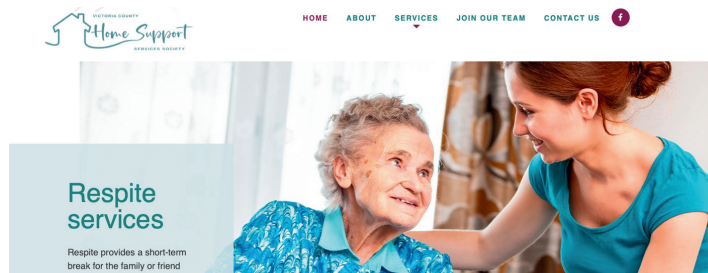 VICTORIA COUNTY
Home Support
SERVICES SOCIETY
HOME ABOUT SERVICES JOIN OUR TEAM CONTACT US f
Respite
services
Respite provides a short-term
break for the family or friend